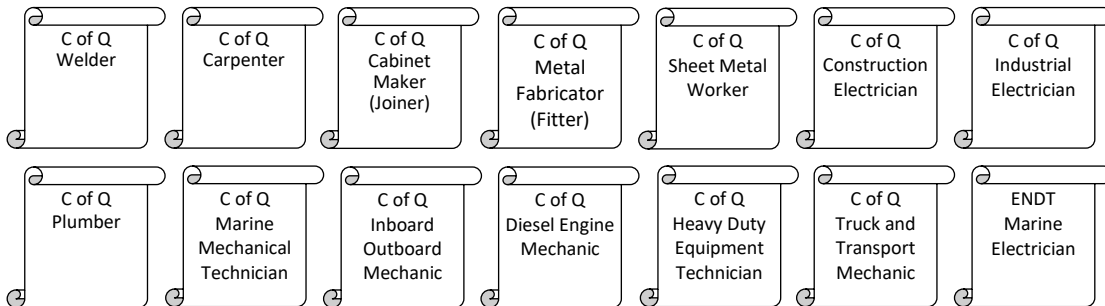 C of Q
Welder
C of Q
Carpenter
C of Q
Cabinet
Maker
(Joiner)
C of Q
Metal
Fabricator
(Fitter)
C of Q
Sheet Metal
Worker
C of Q
Construction
Electrician
C of Q
Industrial
Electrician
C of Q
Plumber
C of Q
Marine
Mechanical
Technician
C of Q
Inboard
Outboard
Mechanic
C of Q
Diesel Engine
Mechanic
C of Q
Heavy Duty
Equipment
Technician
C of Q
Truck and
Transport
Mechanic
ENDT
Marine
Electrician